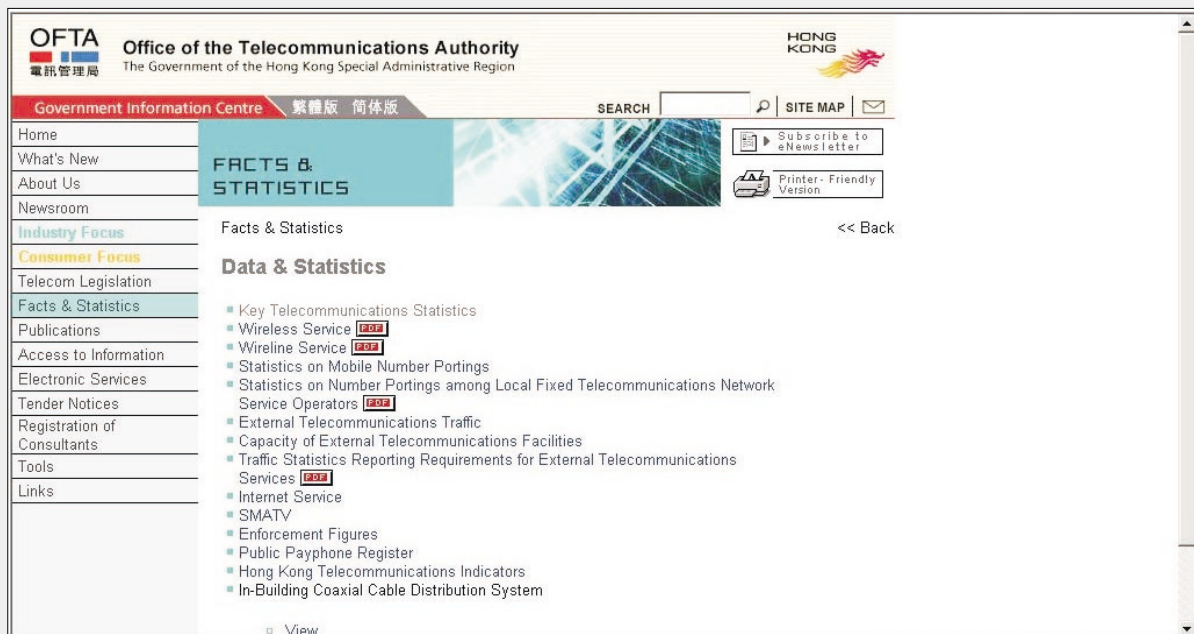 OFTA
電訊管理局
Office of the Telecommunications Authority
The Government of the Hong Kong Special Administrative Region
HONG
KONG
Government Information Centre
繁體版 简体版
SEARCH
SITE MAP
Home
What's New
About Us
Newsroom
Industry Focus
Consumer Focus
Telecom Legislation
Facts & Statistics
Publications
Access to Information
Electronic Services
Tender Notices
Registration of
Consultants
Tools
Links
FACTS &
STATISTICS
Subscribe to
eNewsletter
Printer-Friendly
Version
Facts & Statistics
<< Back
Data & Statistics
Key Telecommunications Statistics
Wireless Service PDF
Wireline Service PDF
Statistics on Mobile Number Portings
Statistics on Number Portings among Local Fixed Telecommunications Network
Service Operators PDF
External Telecommunications Traffic
Capacity of External Telecommunications Facilities
Traffic Statistics Reporting Requirements for External Telecommunications
Services PDF
Internet Service
SMATV
Enforcement Figures
Public Payphone Register
Hong Kong Telecommunications Indicators
In-Building Coaxial Cable Distribution System
View